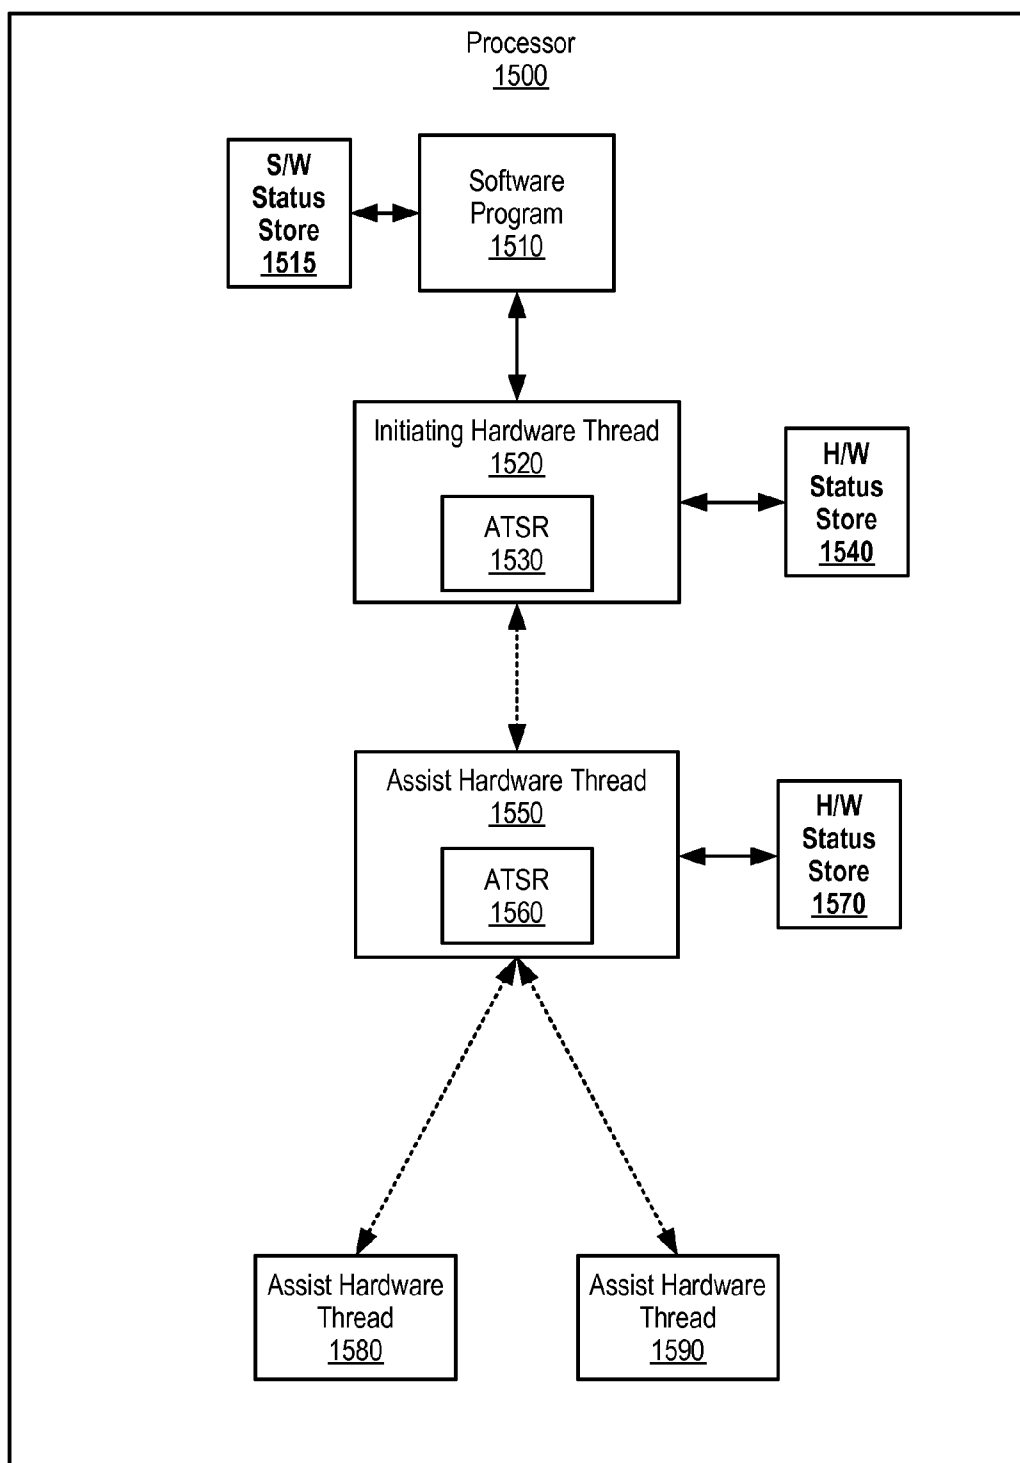 Processor
1500
S/W
Status
Store
1515
Software
Program
1510
Initiating Hardware Thread
1520
ATSR
1530
H/W
Status
Store
1540
Assist Hardware Thread
1550
ATSR
1560
H/W
Status
Store
1570
Assist Hardware
Thread
1580
Assist Hardware
Thread
1590